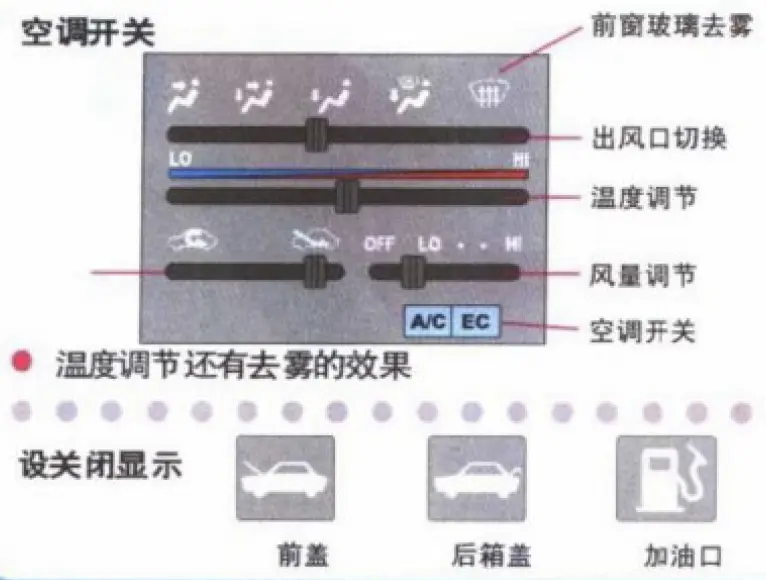 空调开关
前窗玻璃去雾
出风口切换
LO HI
温度调节
OFF LO · · HI
风量调节
A/C EC
空调开关
温度调节还有去雾的效果
设关闭显示
前盖 后箱盖 加油口